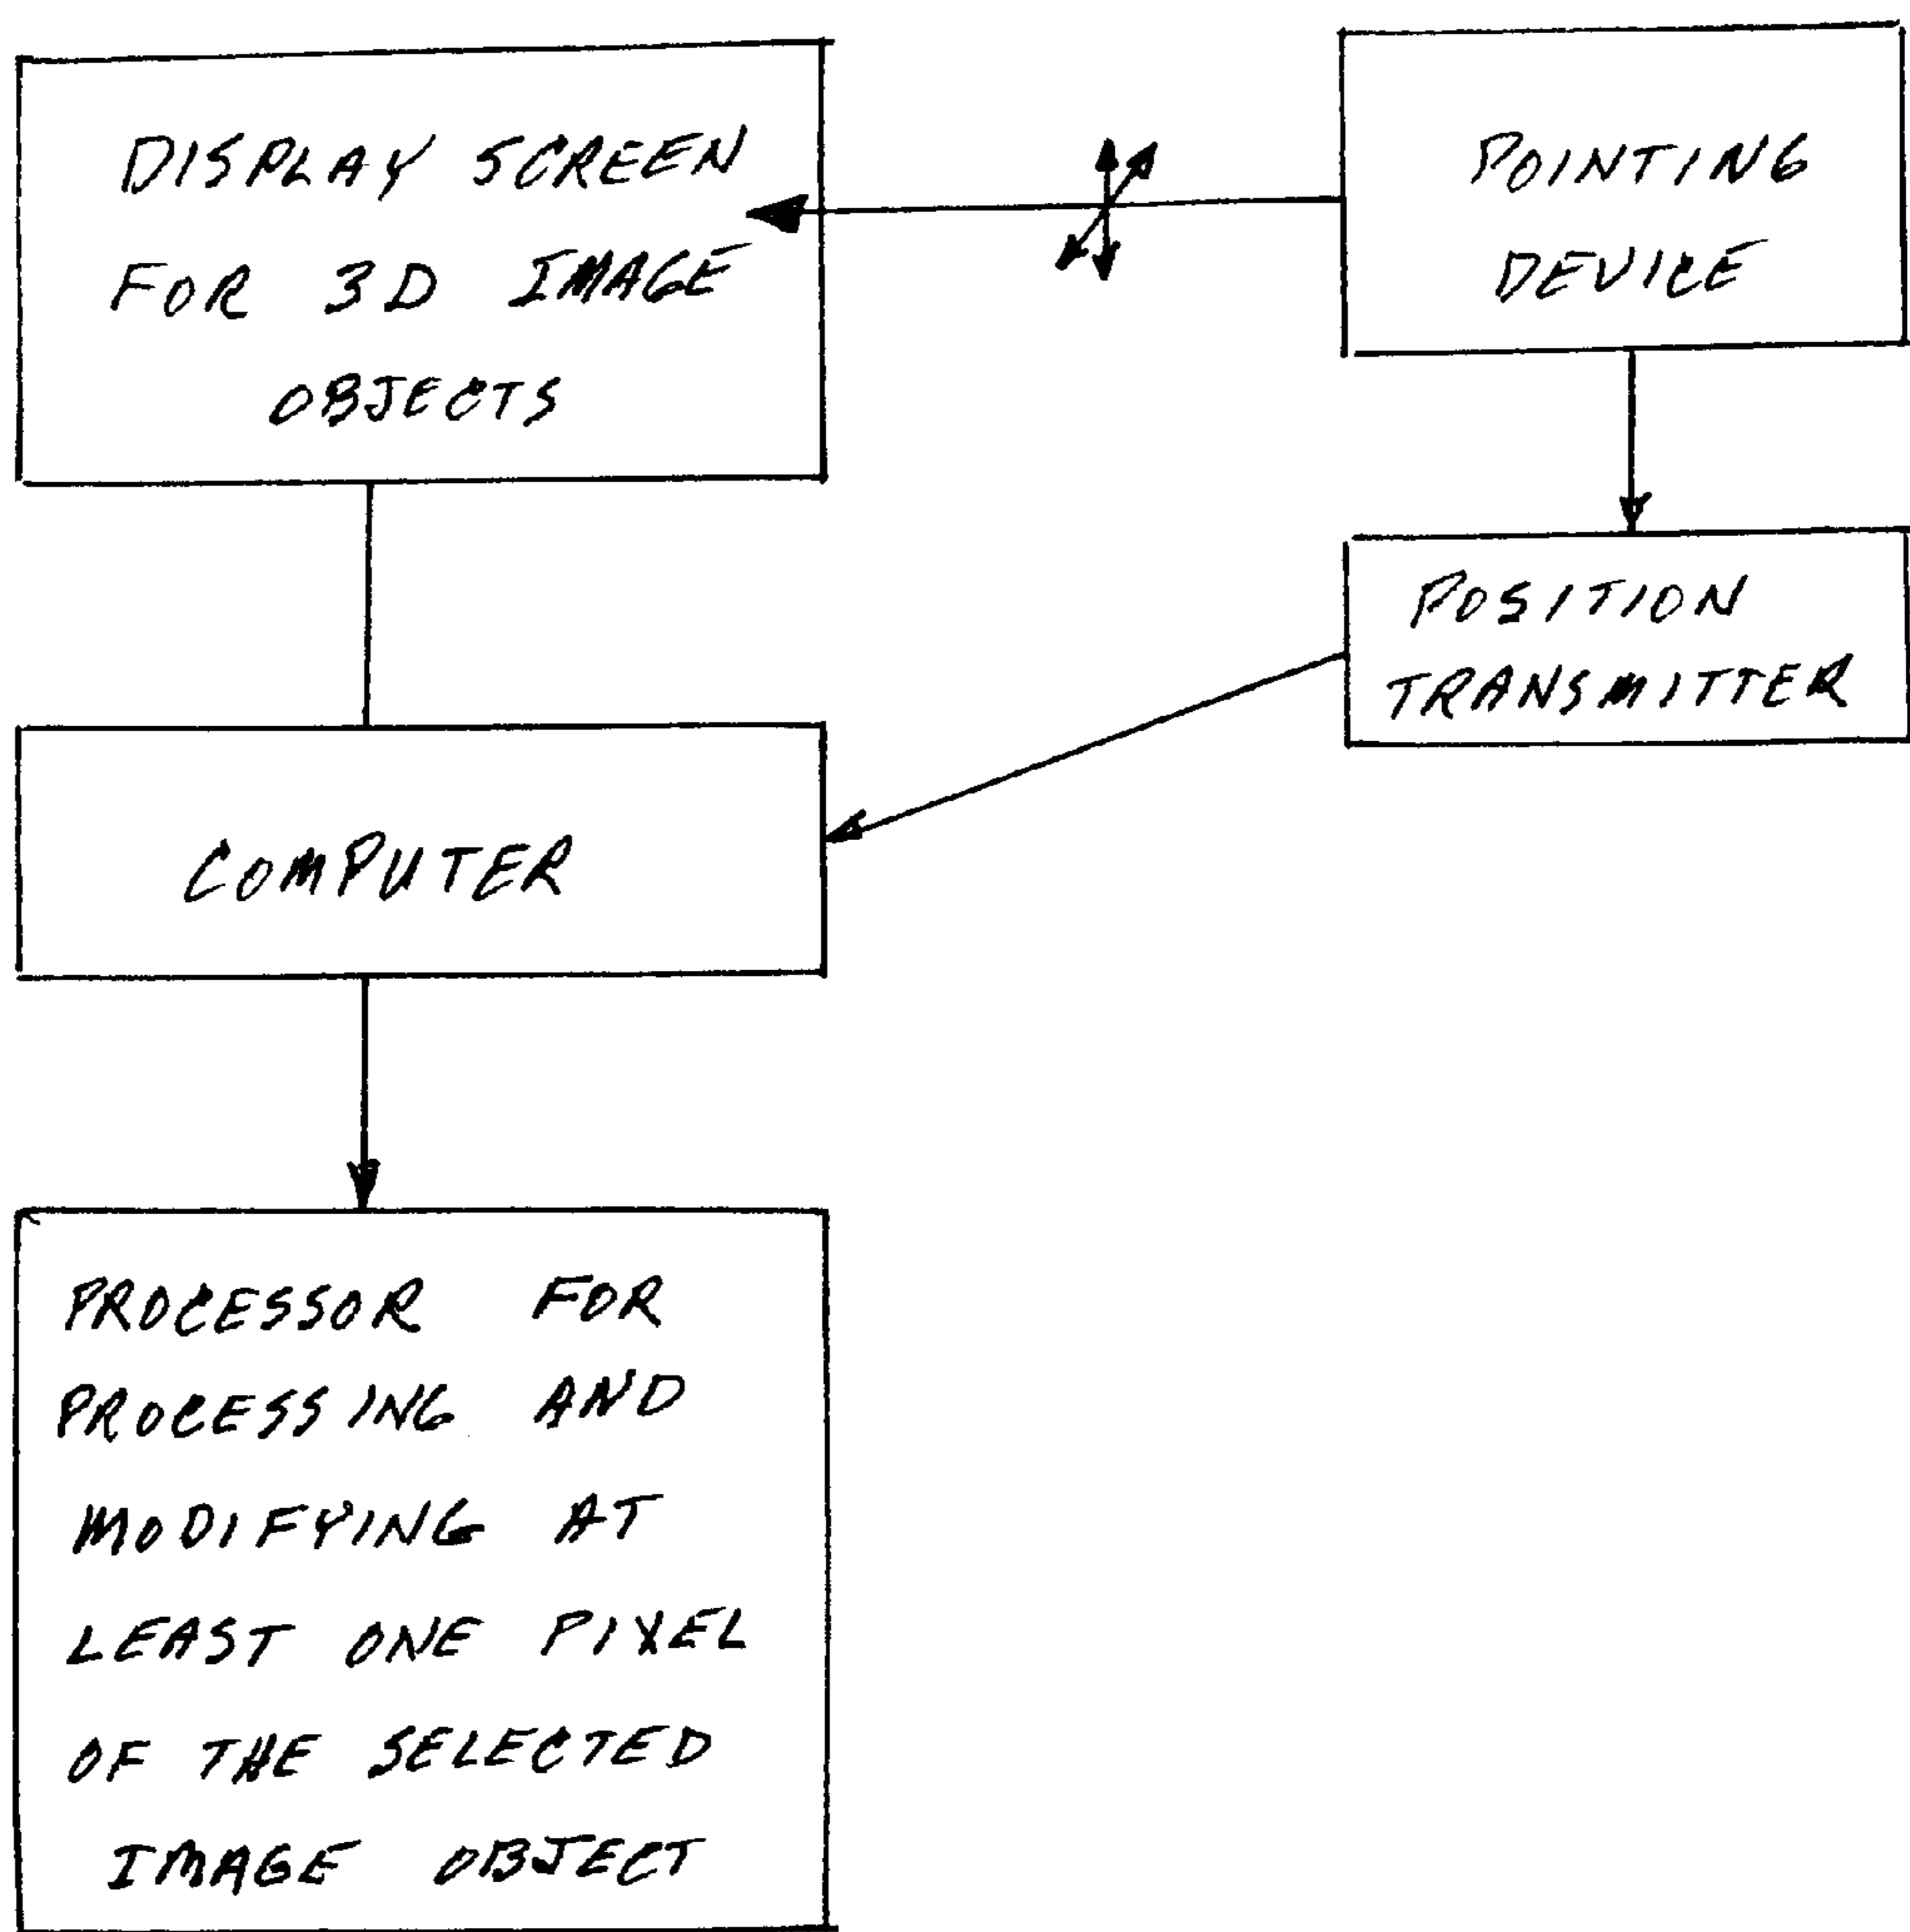 DISPLAY SCREEN
FOR 3D IMAGE
OBJECTS
POINTING
DEVICE
POSITION
TRANSMITTER
COMPUTER
PROCESSOR FOR
PROCESSING AND
MODIFYING AT
LEAST ONE PIXEL
OF THE SELECTED
IMAGE OBJECT